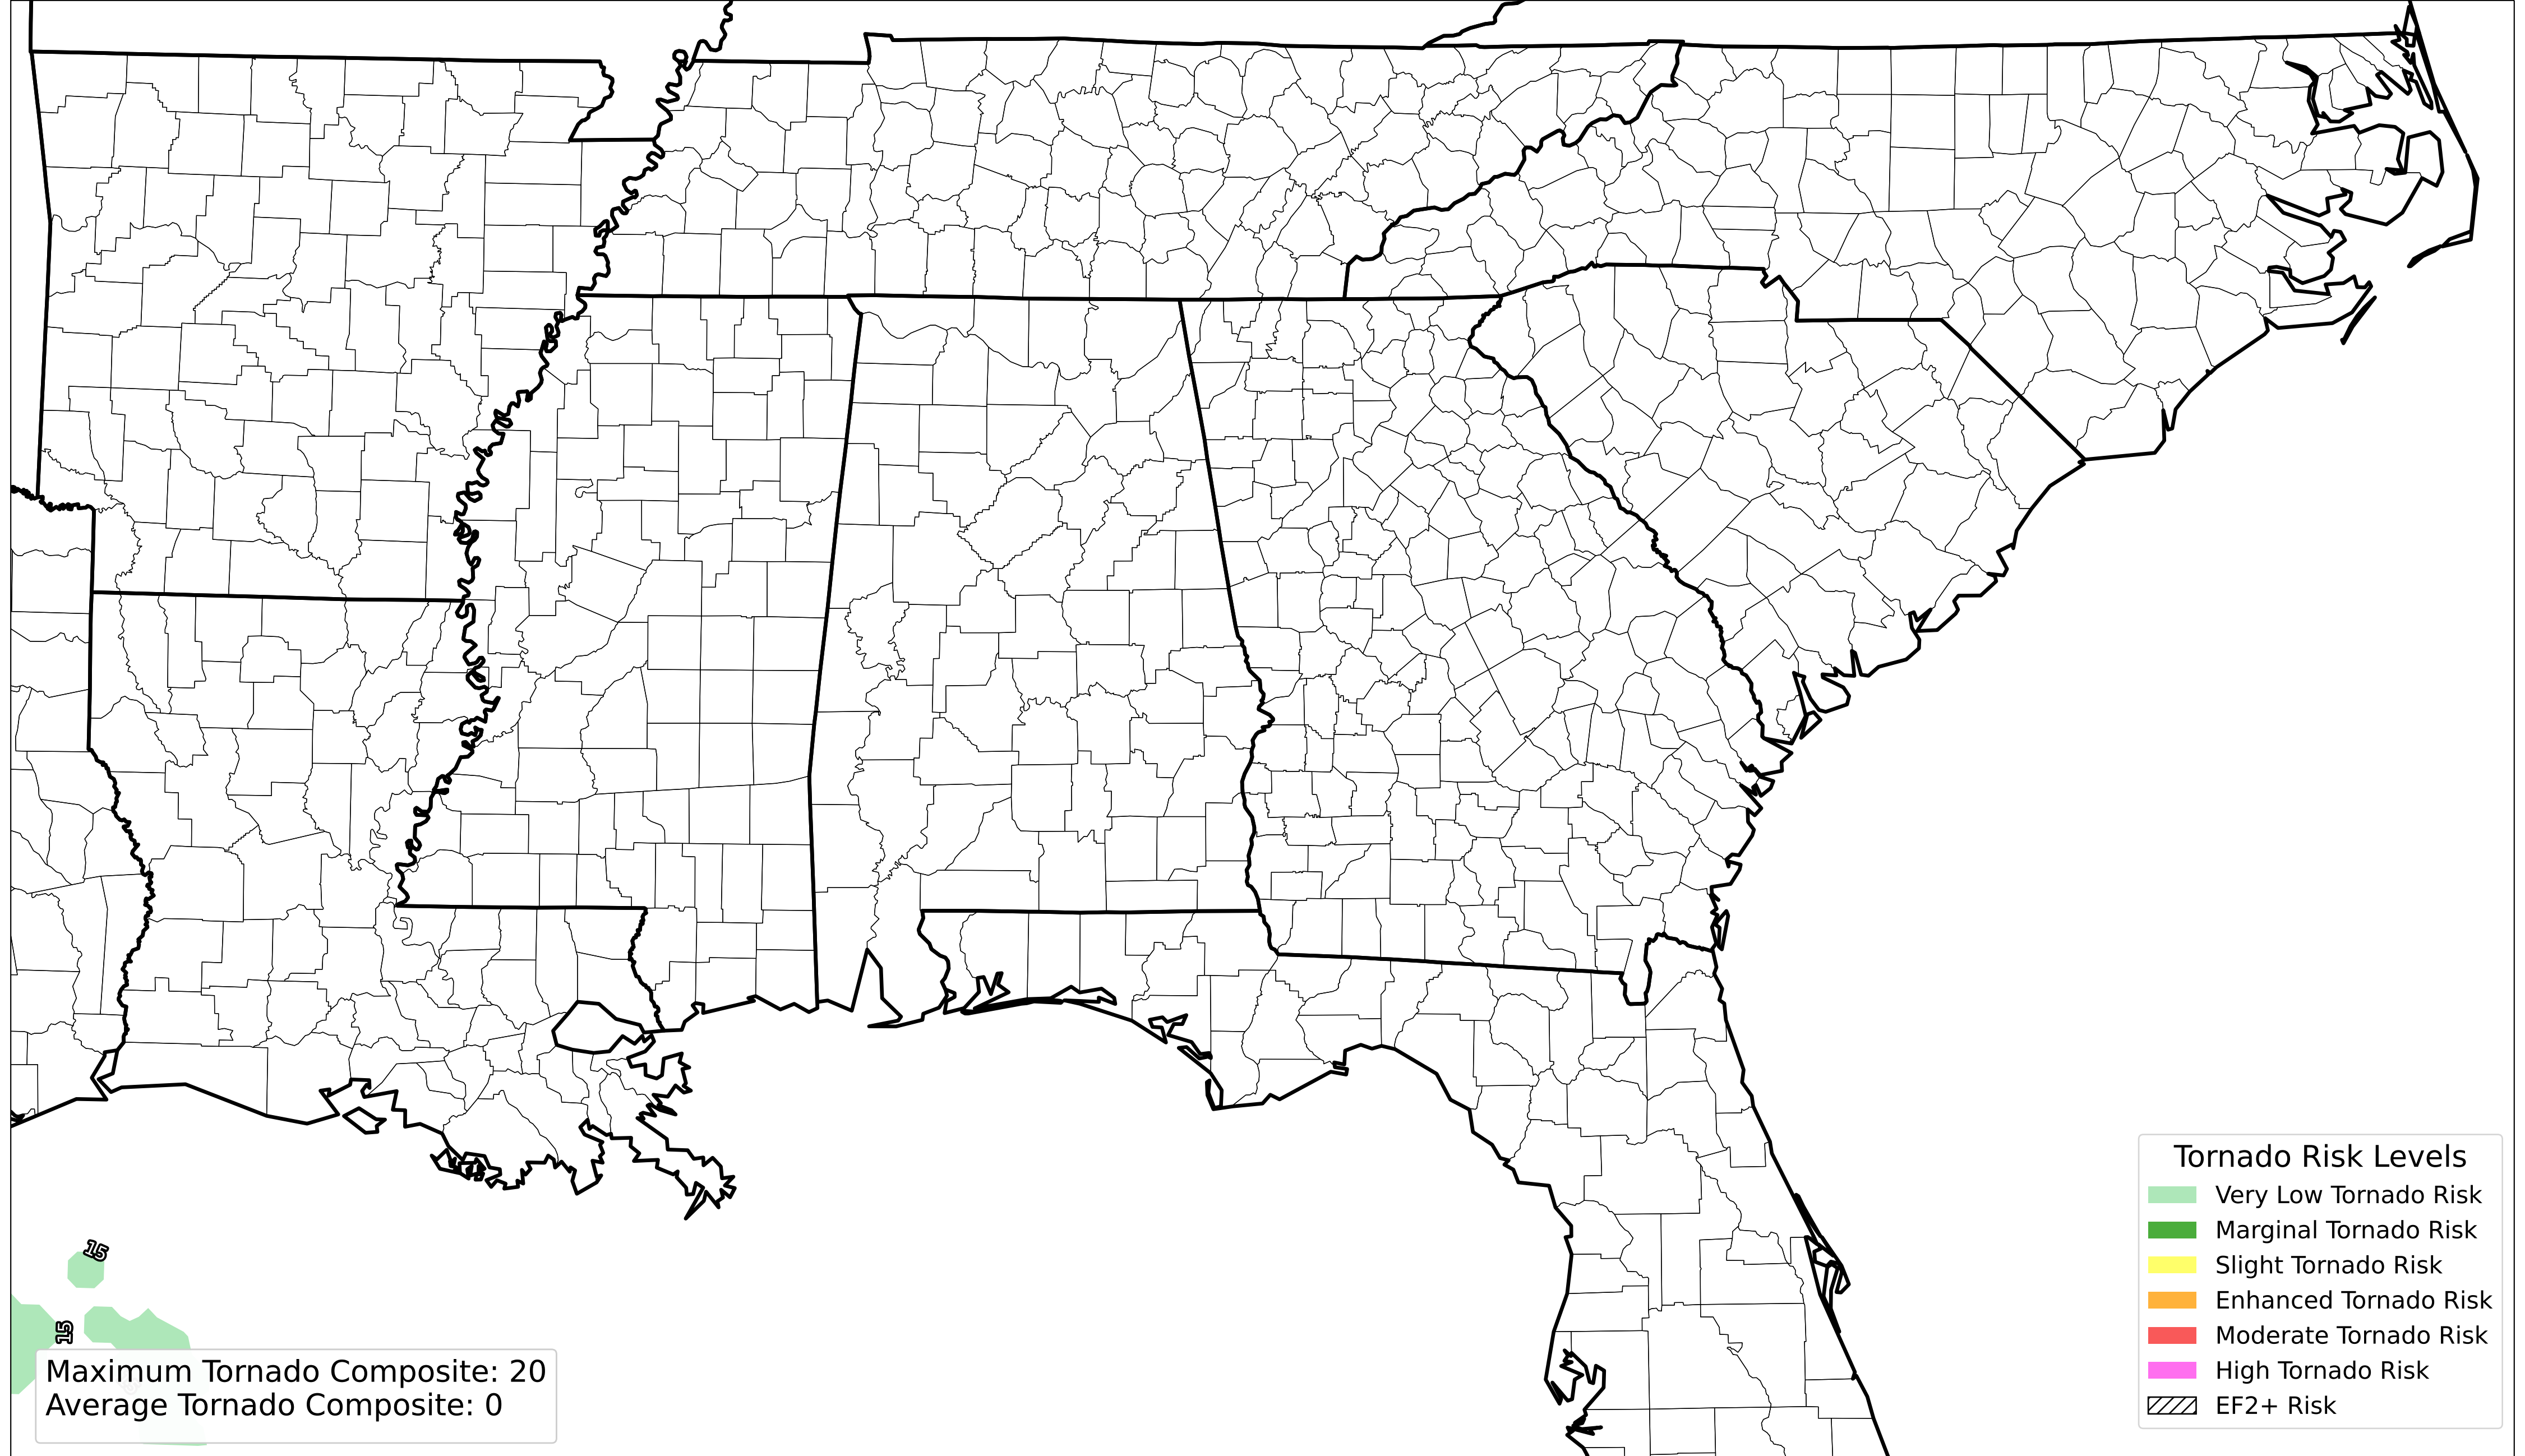 15
15
Maximum Tornado Composite: 20
Average Tornado Composite: 0
Tornado Risk Levels
Very Low Tornado Risk
Marginal Tornado Risk
Slight Tornado Risk
Enhanced Tornado Risk
Moderate Tornado Risk
High Tornado Risk
EF2+ Risk